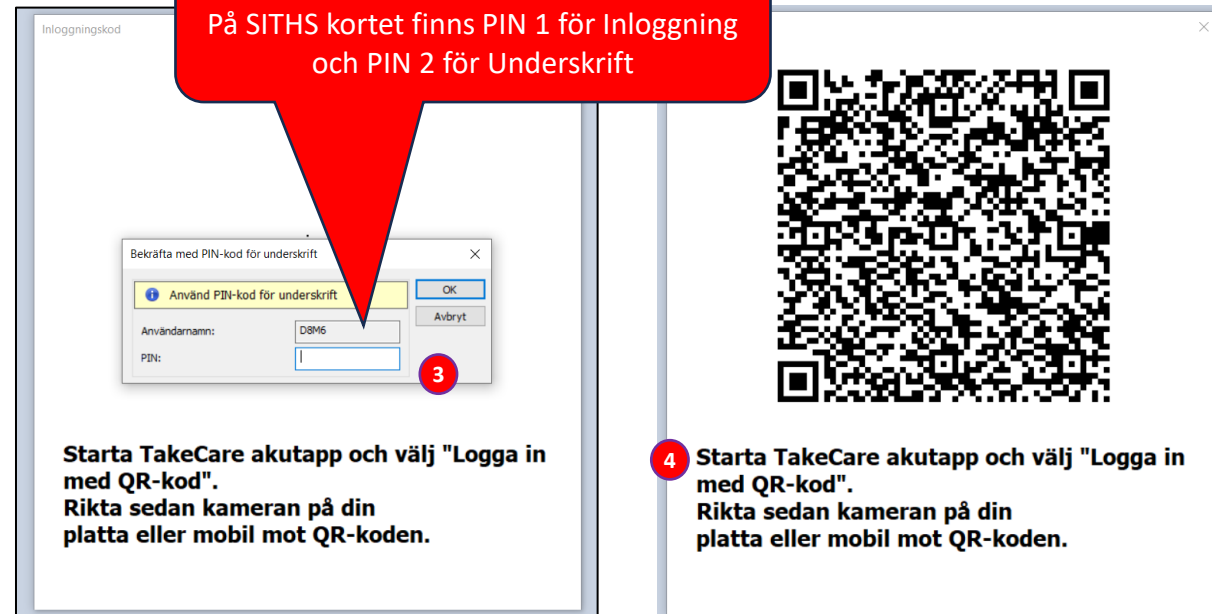 På SITHS kortet finns PIN 1 för Inloggning
och PIN 2 för Underskrift
Inloggningskod
Bekräfta med PIN-kod för underskrift
Använd PIN-kod för underskrift
OK
Avbryt
Användarnamn:
D8M6
PIN:
3
Starta TakeCare akutapp och välj "Logga in
med QR-kod".
Rikta sedan kameran på din
platta eller mobil mot QR-koden.
4
Starta TakeCare akutapp och välj "Logga in
med QR-kod".
Rikta sedan kameran på din
platta eller mobil mot QR-koden.